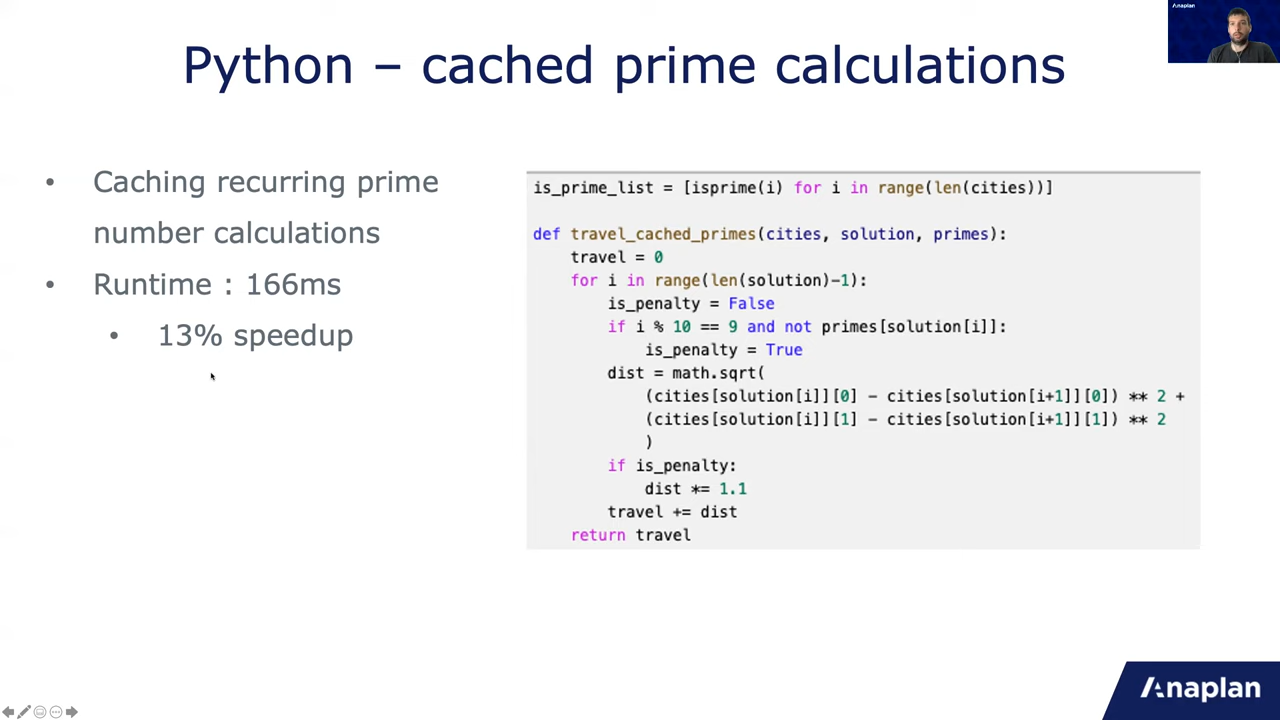 Anaplan
Python – cached prime calculations
• Caching recurring prime
number calculations
• Runtime : 166ms
• 13% speedup
is_prime_list = [isprime(i) for i in range(len(cities))]
def travel_cached_primes(cities, solution, primes):
    travel = 0
    for i in range(len(solution)-1):
        is_penalty = False
        if i % 10 == 9 and not primes[solution[i]]:
            is_penalty = True
        dist = math.sqrt(
            (cities[solution[i]][0] - cities[solution[i+1]][0]) ** 2 +
            (cities[solution[i]][1] - cities[solution[i+1]][1]) ** 2
            )
        if is_penalty:
            dist *= 1.1
        travel += dist
    return travel
Anaplan